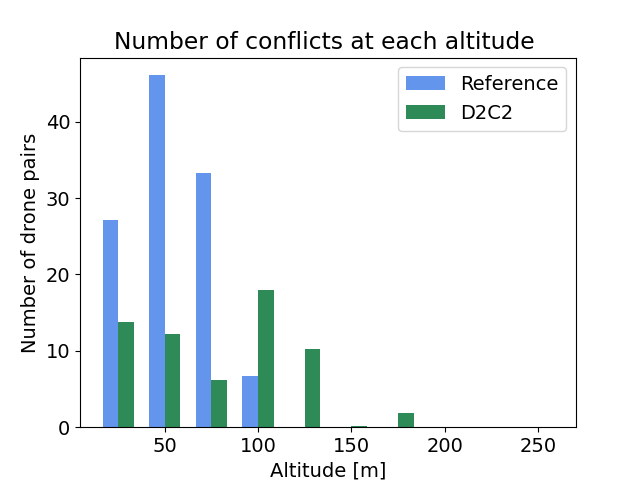 Number of conflicts at each altitude
Reference
D2C2
Number of drone pairs
40
30
20
10
0
50
100
150
200
250
Altitude [m]